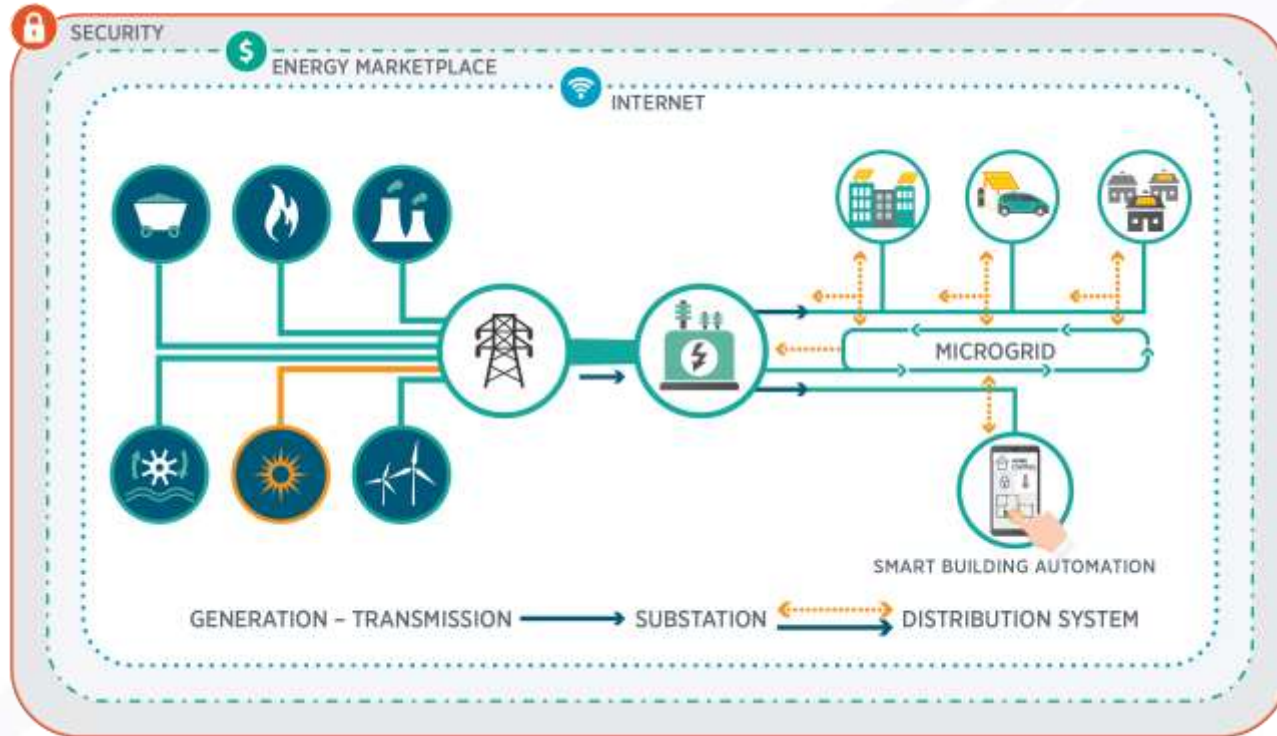 SECURITY
$
ENERGY MARKETPLACE
INTERNET
MICROGRID
SMART BUILDING AUTOMATION
GENERATION – TRANSMISSION
SUBSTATION
DISTRIBUTION SYSTEM